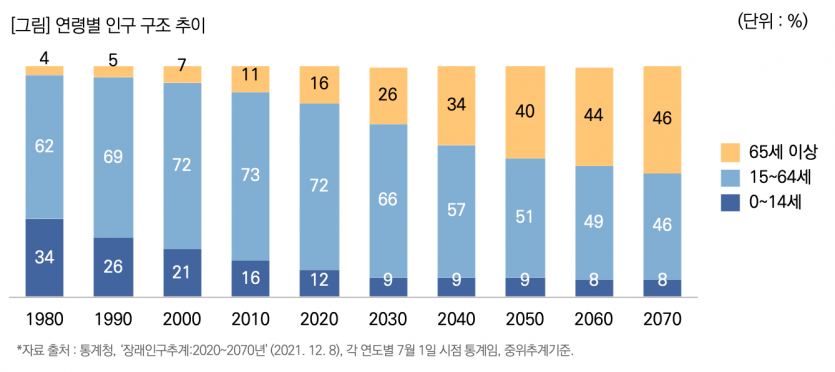 [그림] 연령별 인구 구조 추이
(단위 : %)
4 5 7 11 16 26 34 40 44 46
62 69 72 73 72 66 57 51 49 46
34 26 21 16 12 9 9 9 8 8
65세 이상
15~64세
0~14세
1980 1990 2000 2010 2020 2030 2040 2050 2060 2070
*자료 출처 : 통계청, ‘장래인구추계:2020~2070년’ (2021. 12. 8), 각 연도별 7월 1일 시점 통계임, 중위추계기준.